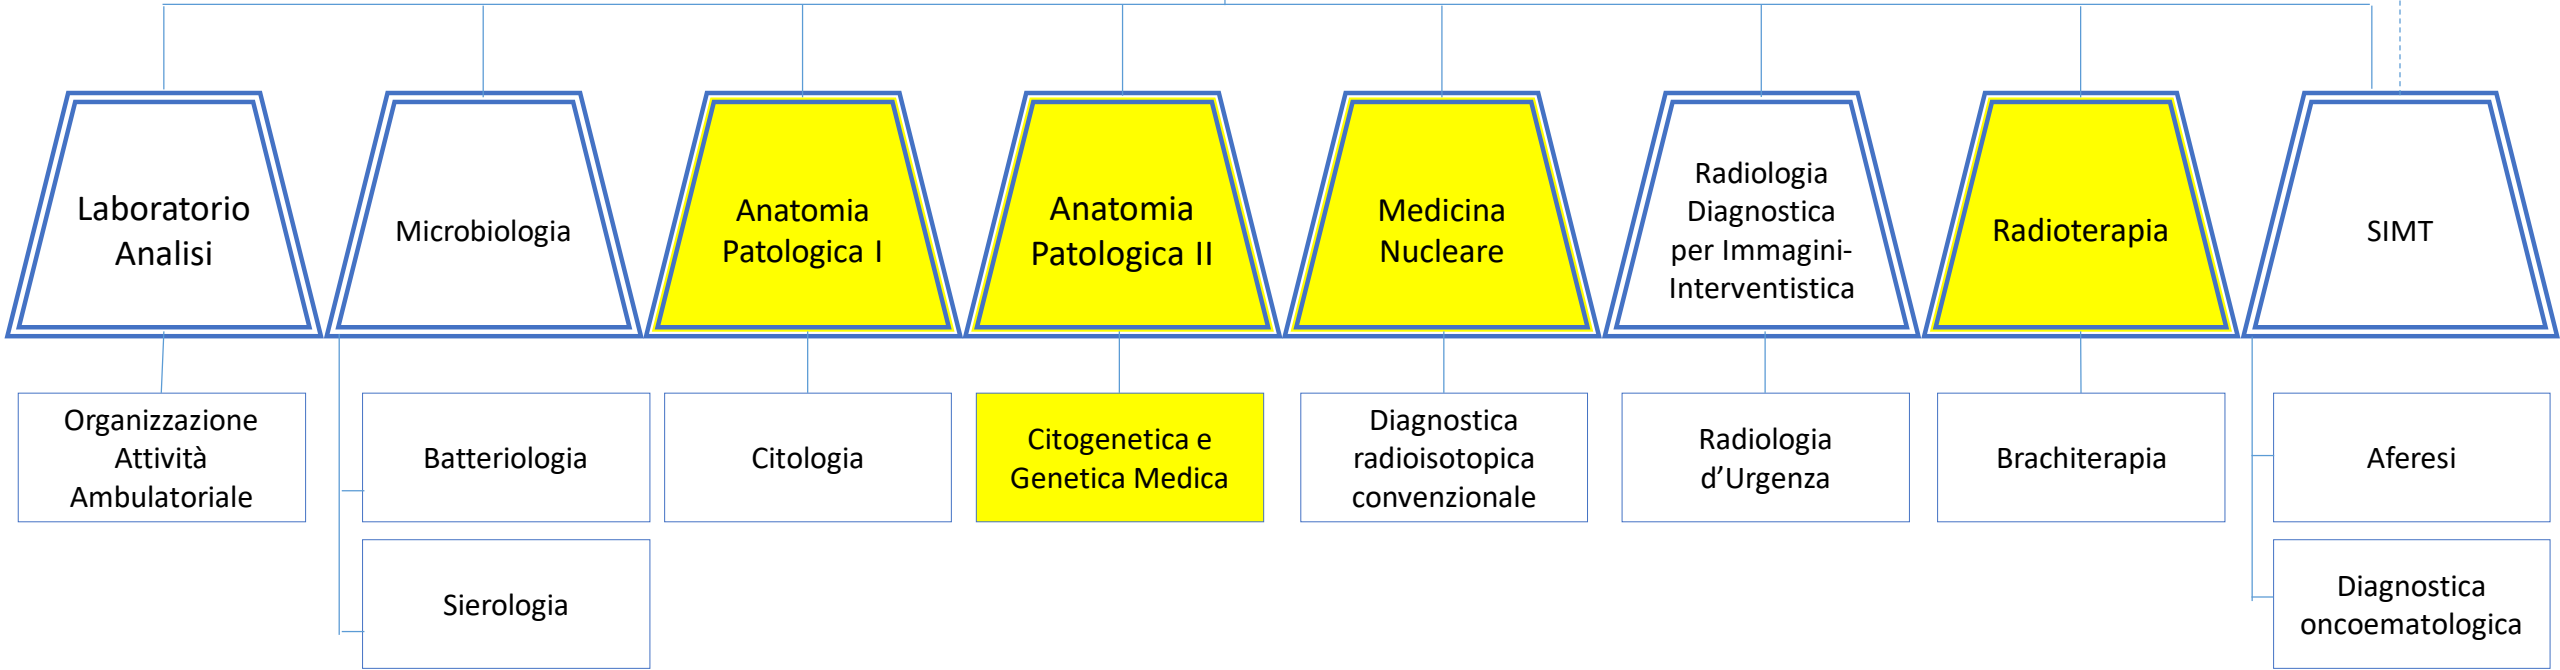 Laboratorio
Analisi
Microbiologia
Anatomia
Patologica I
Anatomia
Patologica II
Medicina
Nucleare
Radiologia
Diagnostica
per Immagini-
Interventistica
Radioterapia
SIMT
Organizzazione
Attività
Ambulatoriale
Batteriologia
Citologia
Citogenetica e
Genetica Medica
Diagnostica
radioisotopica
convenzionale
Radiologia
d’Urgenza
Brachiterapia
Aferesi
Sierologia
Diagnostica
oncoematologica